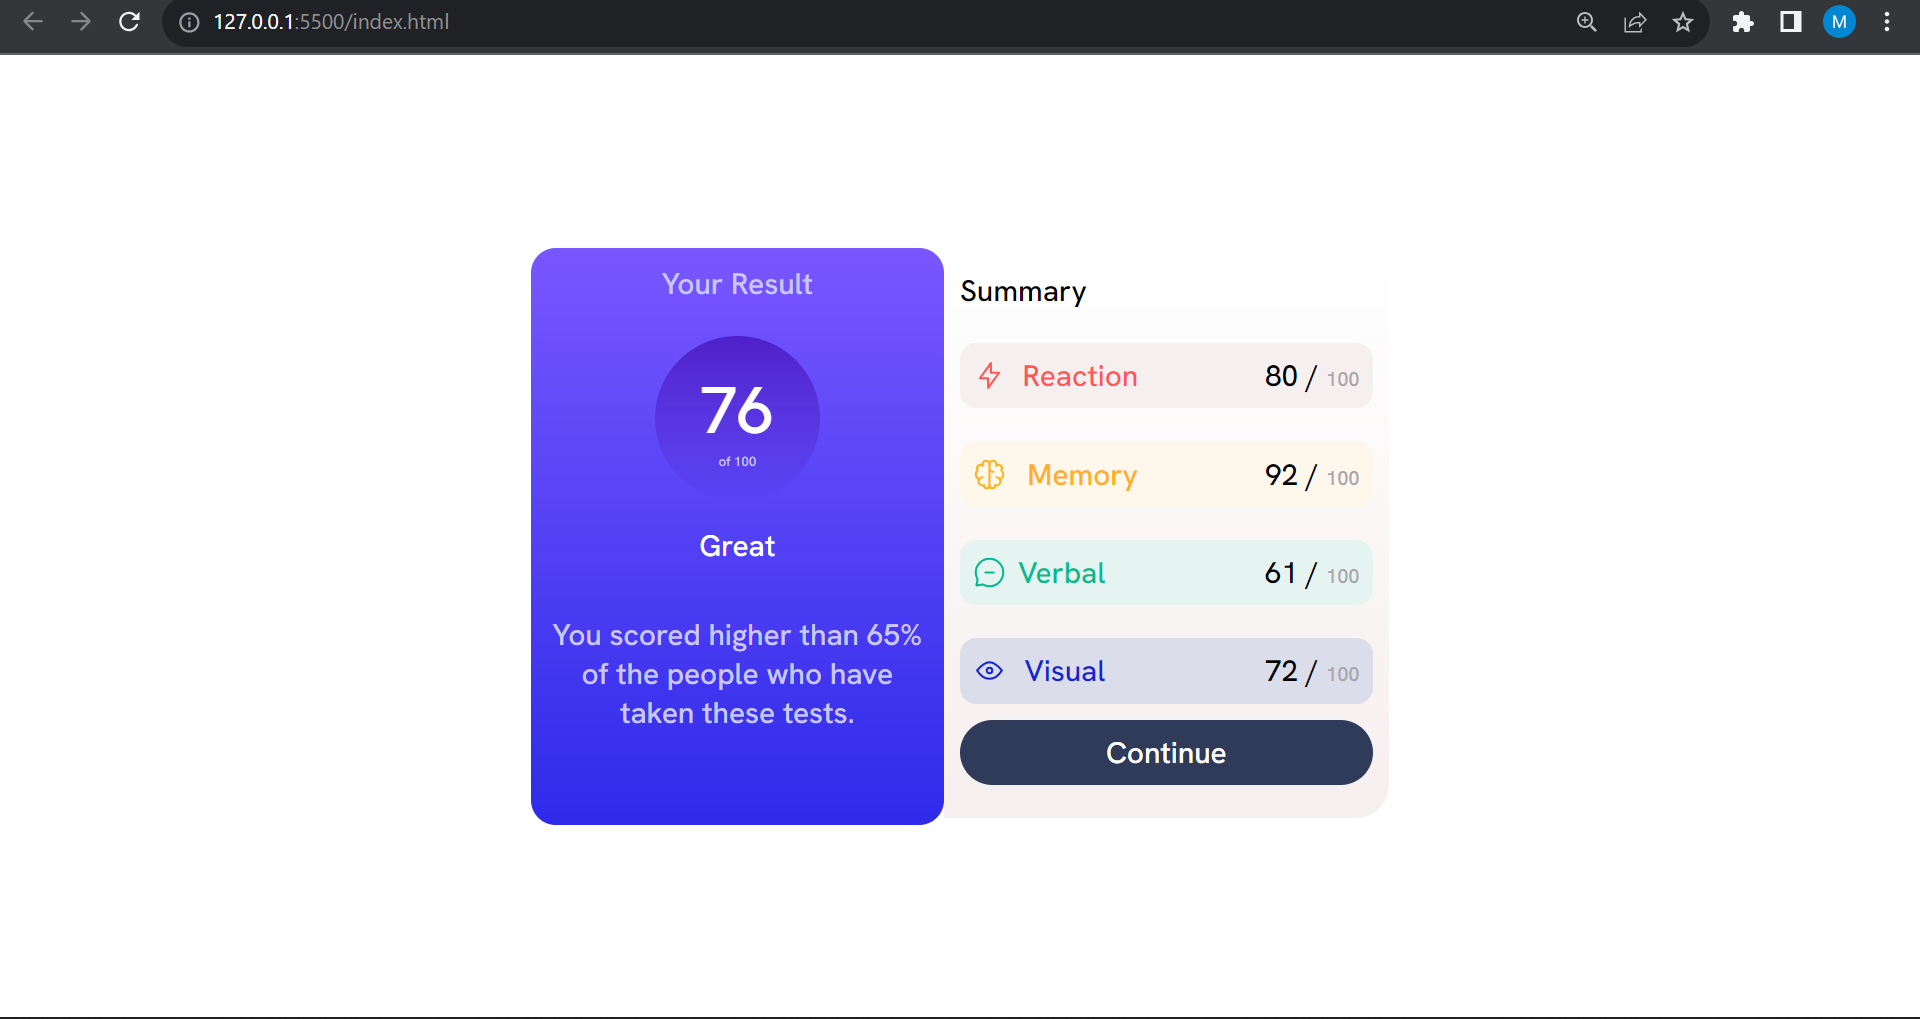 127.0.0.1:5500/index.html
M
Your Result
76
of 100
Great
You scored higher than 65%
of the people who have
taken these tests.
Summary
Reaction 80 / 100
Memory 92 / 100
Verbal 61 / 100
Visual 72 / 100
Continue